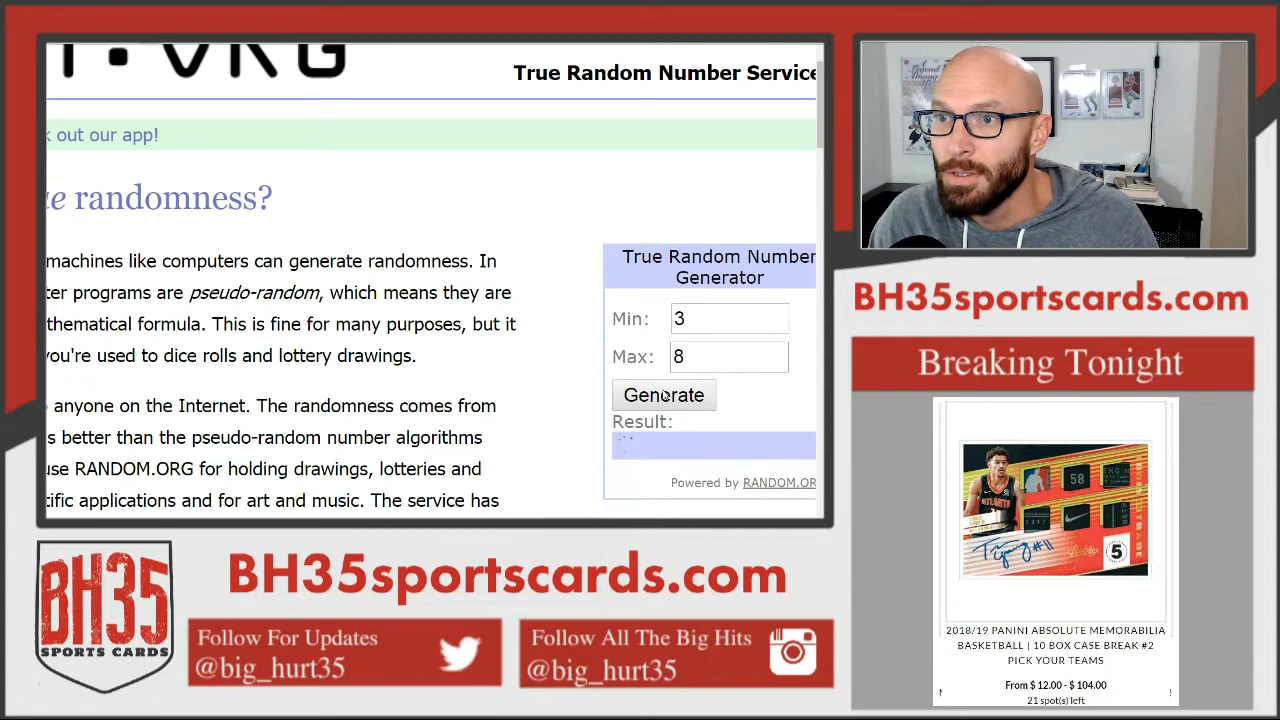 True Random Number Service
k out our app!
ue randomness?
machines like computers can generate randomness. In
ter programs are pseudo-random, which means they are
thematical formula. This is fine for many purposes, but it
you're used to dice rolls and lottery drawings.
anyone on the Internet. The randomness comes from
s better than the pseudo-random number algorithms
use RANDOM.ORG for holding drawings, lotteries and
tific applications and for art and music. The service has
True Random Number
Generator
Min: 3
Max: 8
Generate
Result:
Powered by RANDOM.OR
BH35sportscards.com
Breaking Tonight
58
ATLANTA
5
2018/19 PANINI ABSOLUTE MEMORABILIA
BASKETBALL | 10 BOX CASE BREAK #2
PICK YOUR TEAMS
From $ 12.00 - $ 104.00
21 spot(s) left
BH35
SPORTS CARDS
BH35sportscards.com
Follow For Updates
@big_hurt35
Follow All The Big Hits
@big_hurt35